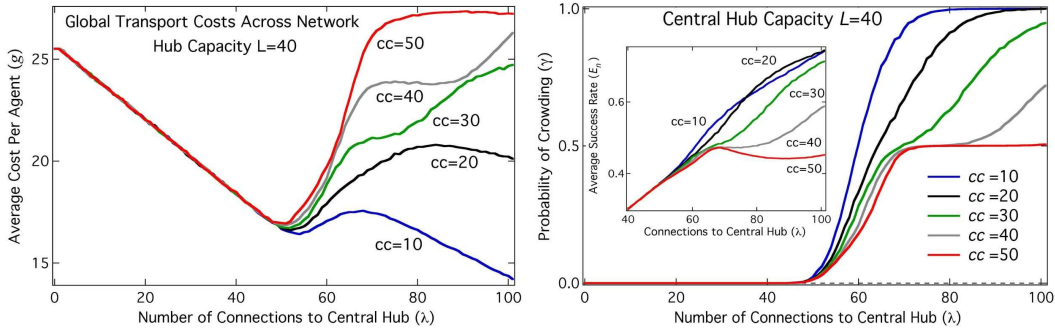 Global Transport Costs Across Network
Hub Capacity L=40
cc=50
cc=40
cc=30
cc=20
cc=10
25
20
15
0
20
40
60
80
100
Average Cost Per Agent (g)
Number of Connections to Central Hub (λ)
Central Hub Capacity L=40
1.0
0.5
0.0
0
20
40
60
80
100
Probability of Crowding (γ)
Number of Connections to Central Hub (λ)
cc=20
cc=10
cc=30
cc=40
cc=50
0.6
0.4
40
60
80
100
Average Success Rate (En)
Connections to Central Hub (λ)
cc =10
cc =20
cc =30
cc =40
cc =50